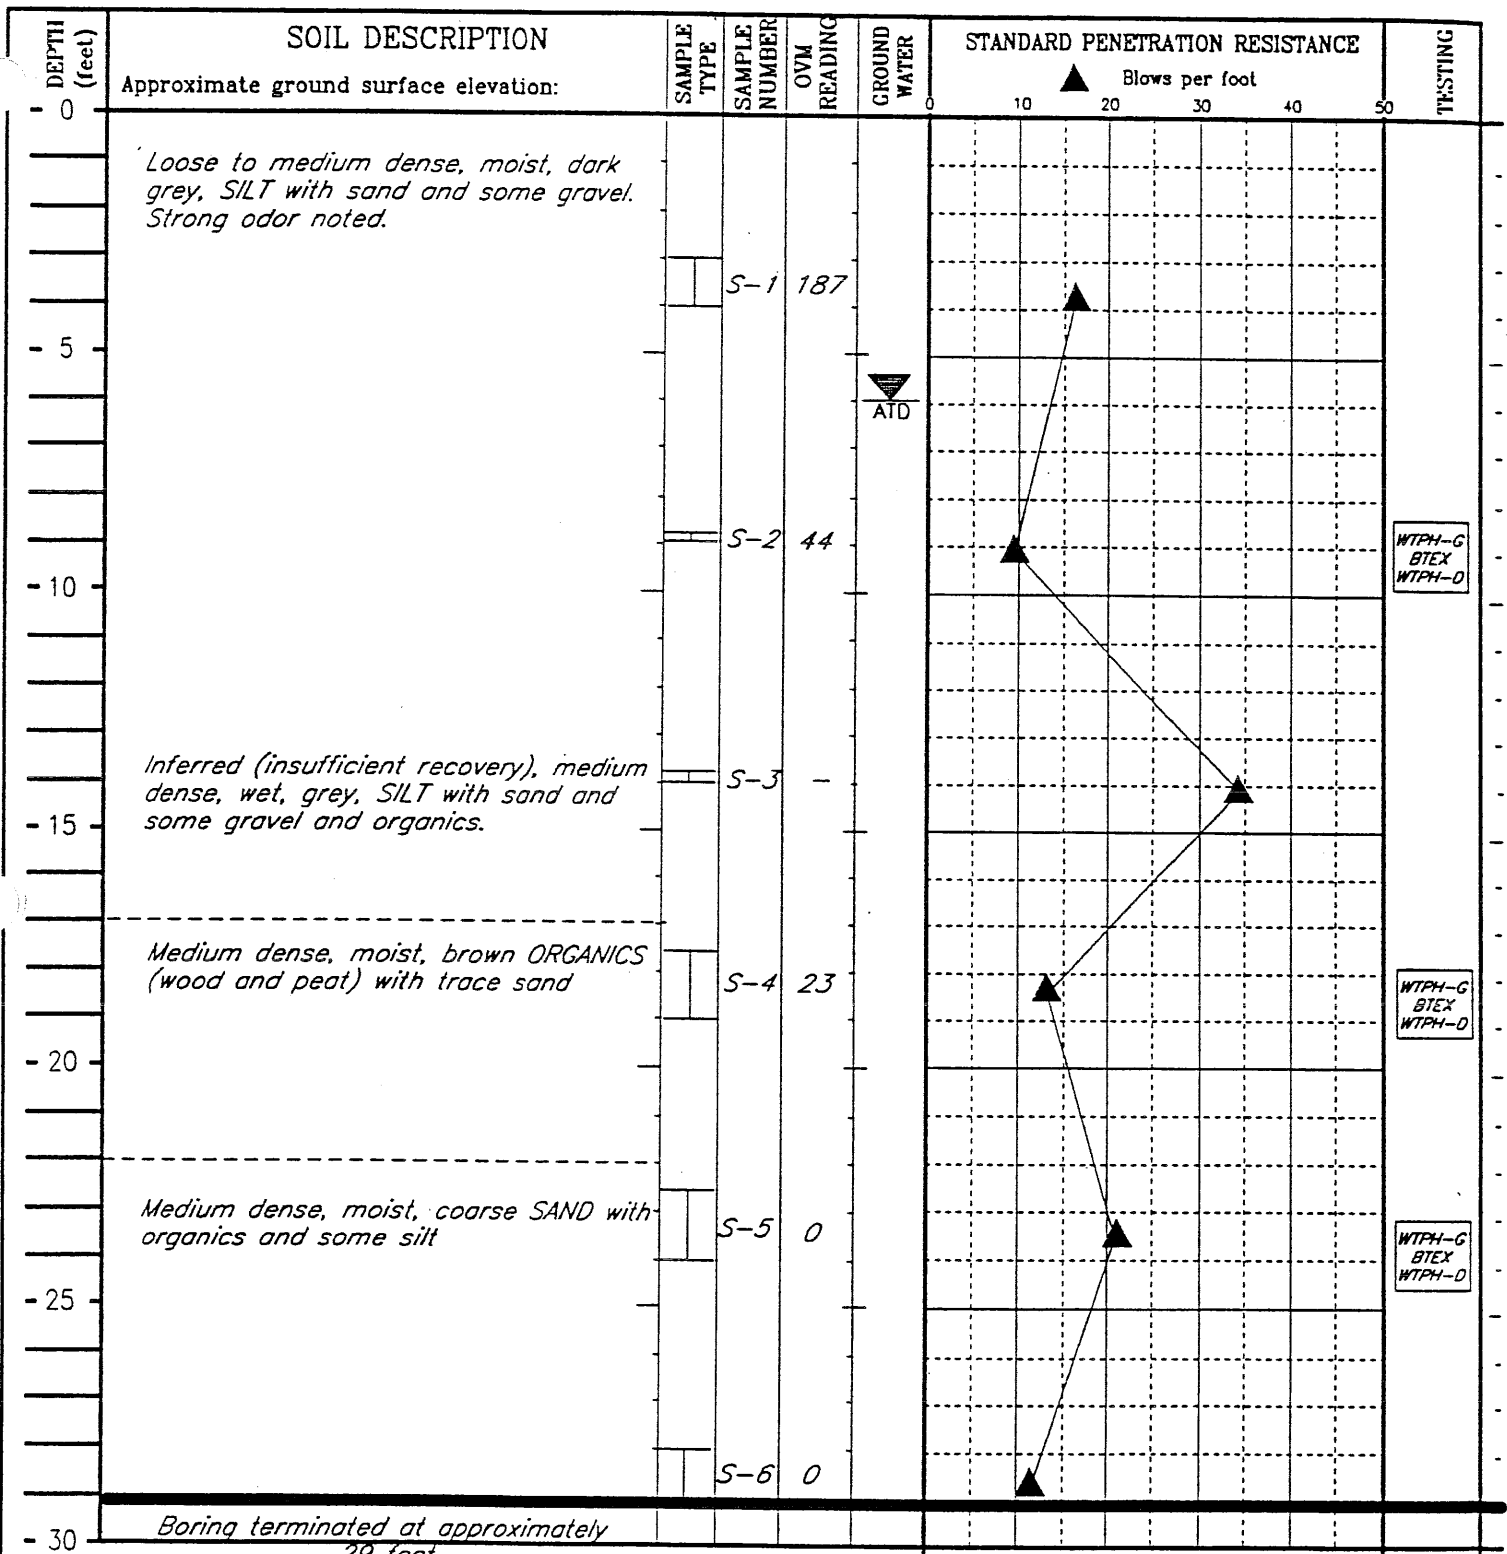 DEPTH
(feet)
SOIL DESCRIPTION
Approximate ground surface elevation:
SAMPLE
TYPE
SAMPLE
NUMBER
OVM
READING
GROUND
WATER
STANDARD PENETRATION RESISTANCE
▲ Blows per foot
0 10 20 30 40 50
TESTING
- 0
Loose to medium dense, moist, dark
grey, SILT with sand and some gravel.
Strong odor noted.
S-1 187
- 5
ATD
S-2 44
WTPH-G
BTEX
WTPH-D
- 10
Inferred (insufficient recovery), medium
dense, wet, grey, SILT with sand and
some gravel and organics.
S-3 -
- 15
Medium dense, moist, brown ORGANICS
(wood and peat) with trace sand
S-4 23
WTPH-G
BTEX
WTPH-D
- 20
Medium dense, moist, coarse SAND with
organics and some silt
S-5 0
WTPH-G
BTEX
WTPH-D
- 25
S-6 0
Boring terminated at approximately
29 feet
- 30